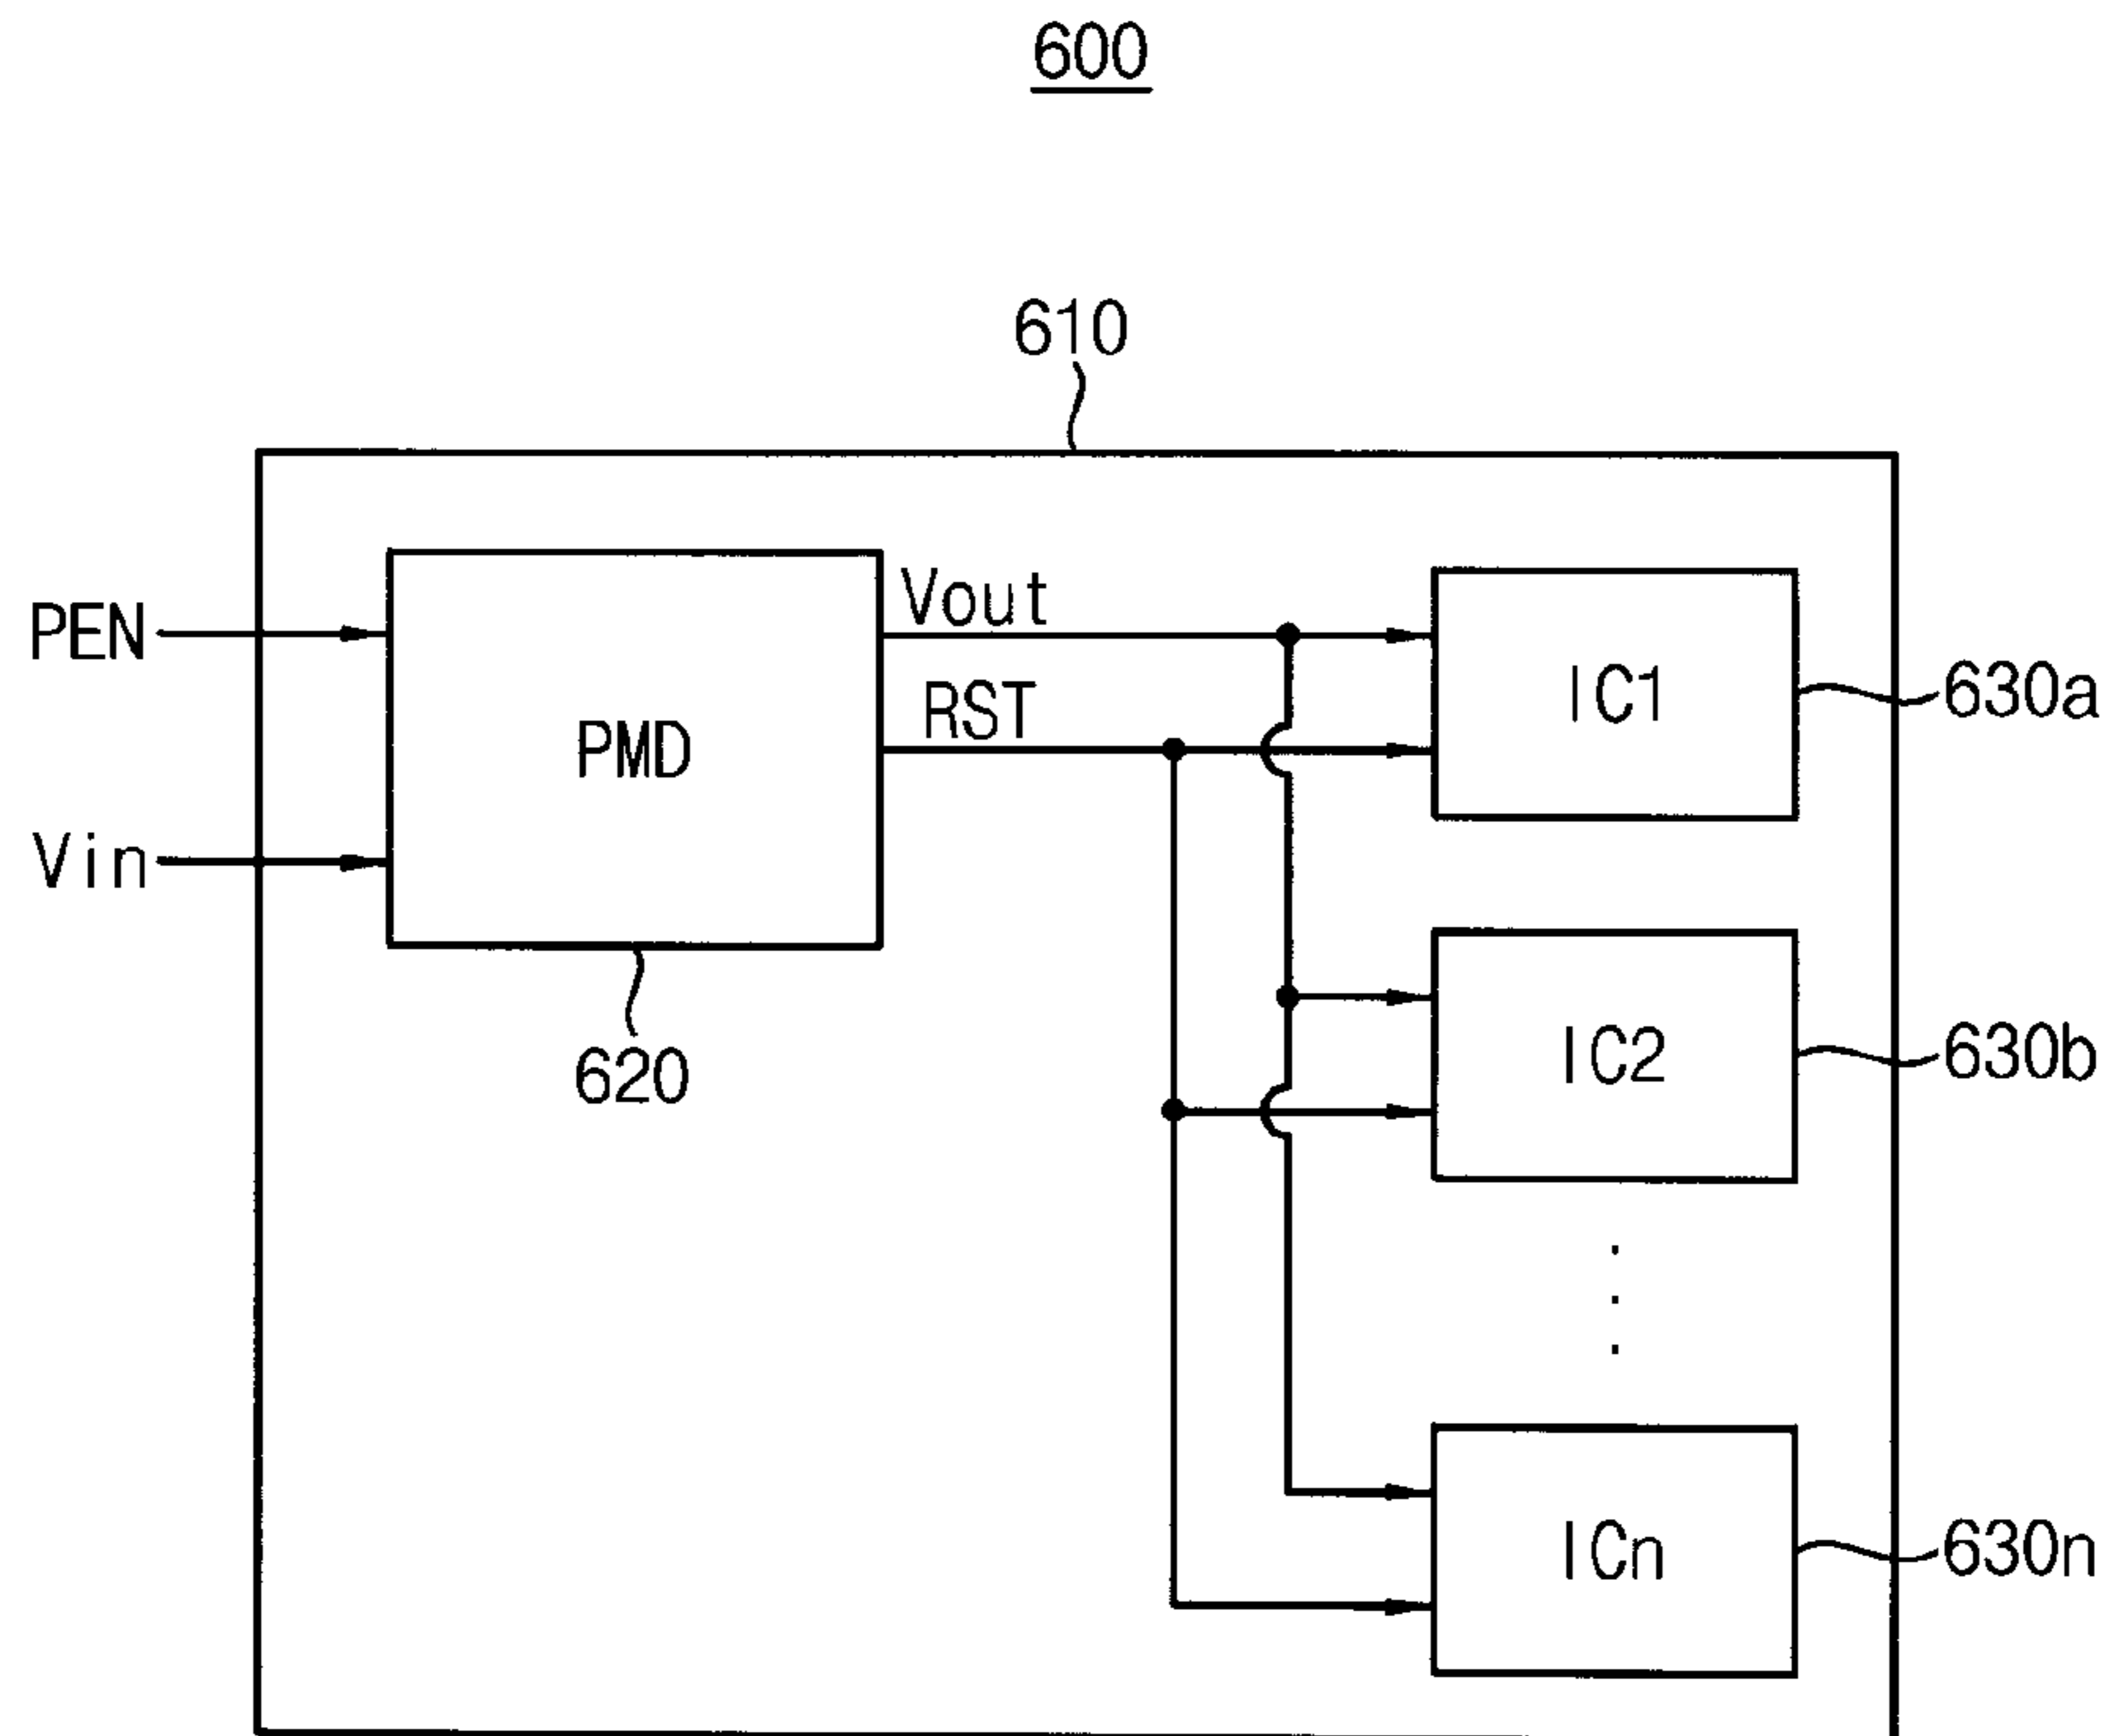 600
610
PEN
Vin
PMD
620
Vout
RST
IC1
630a
IC2
630b
ICn
630n